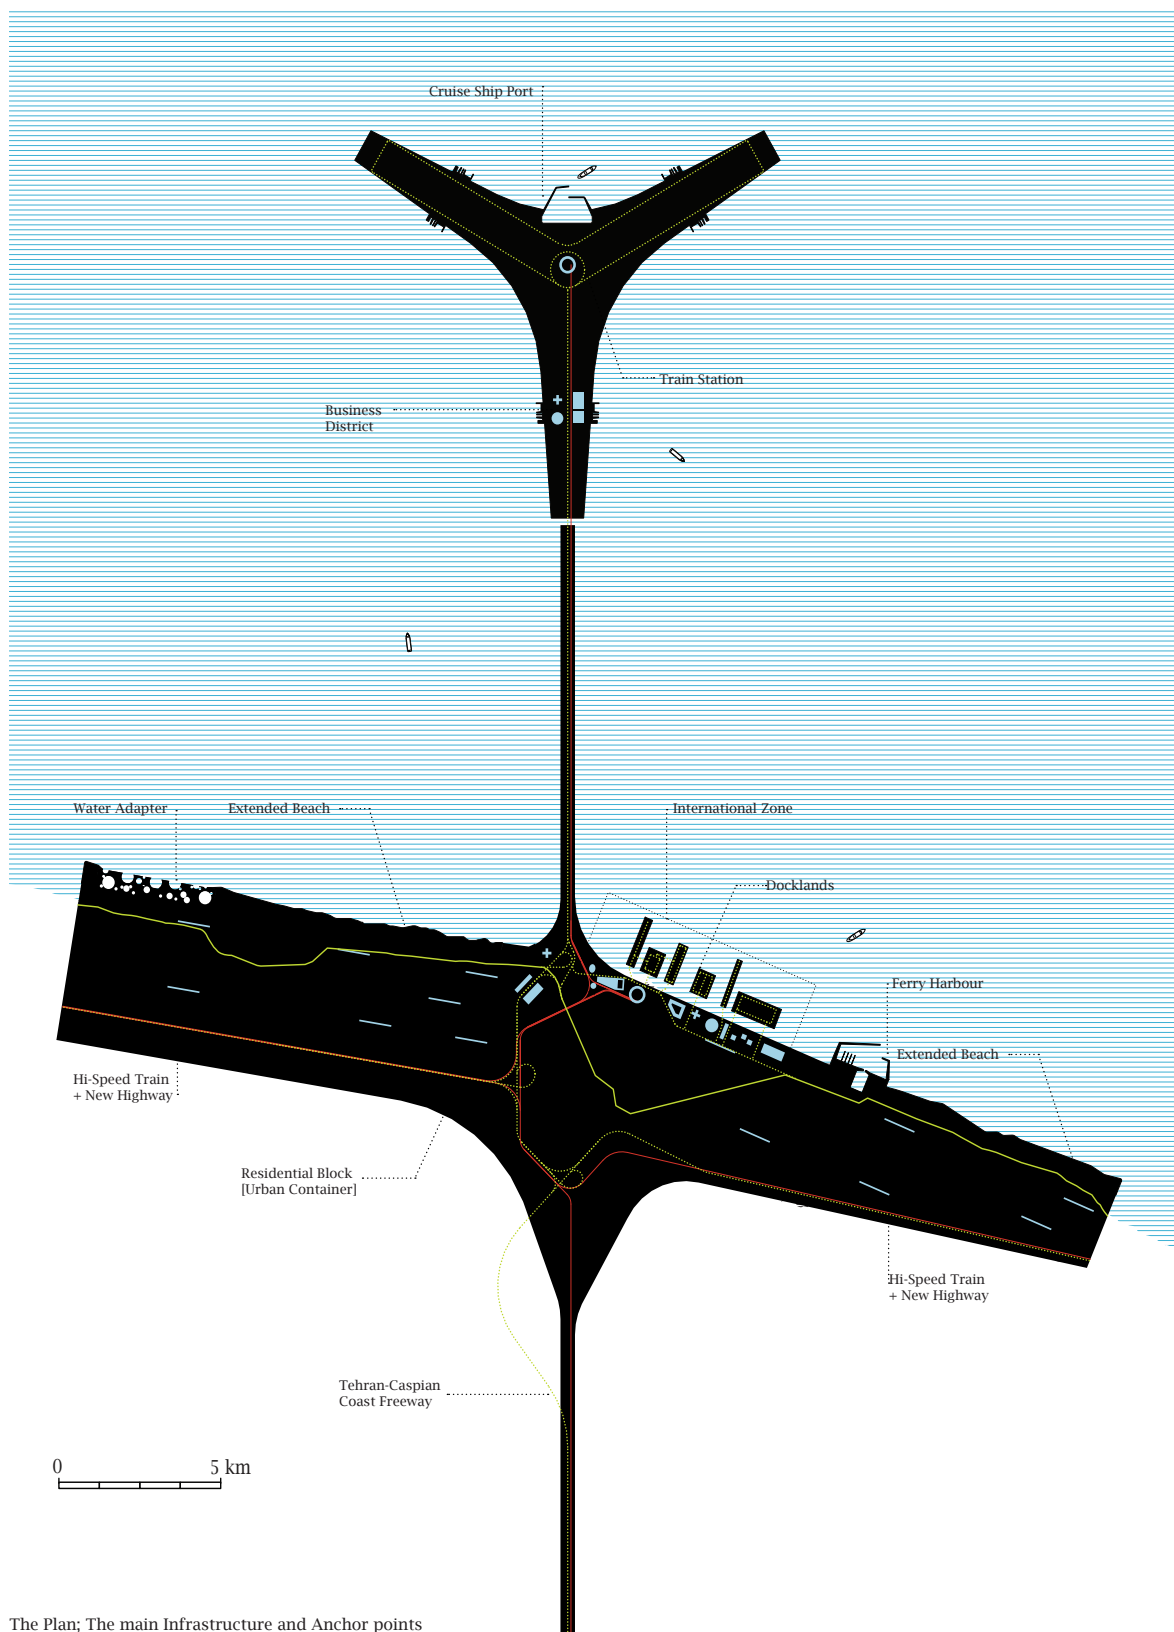 Cruise Ship Port
Train Station
Business
District
Water Adapter
Extended Beach
International Zone
Docklands
Ferry Harbour
Extended Beach
Hi-Speed Train
+ New Highway
Residential Block
[Urban Container]
Hi-Speed Train
+ New Highway
Tehran-Caspian
Coast Freeway
0 5 km
The Plan; The main Infrastructure and Anchor points